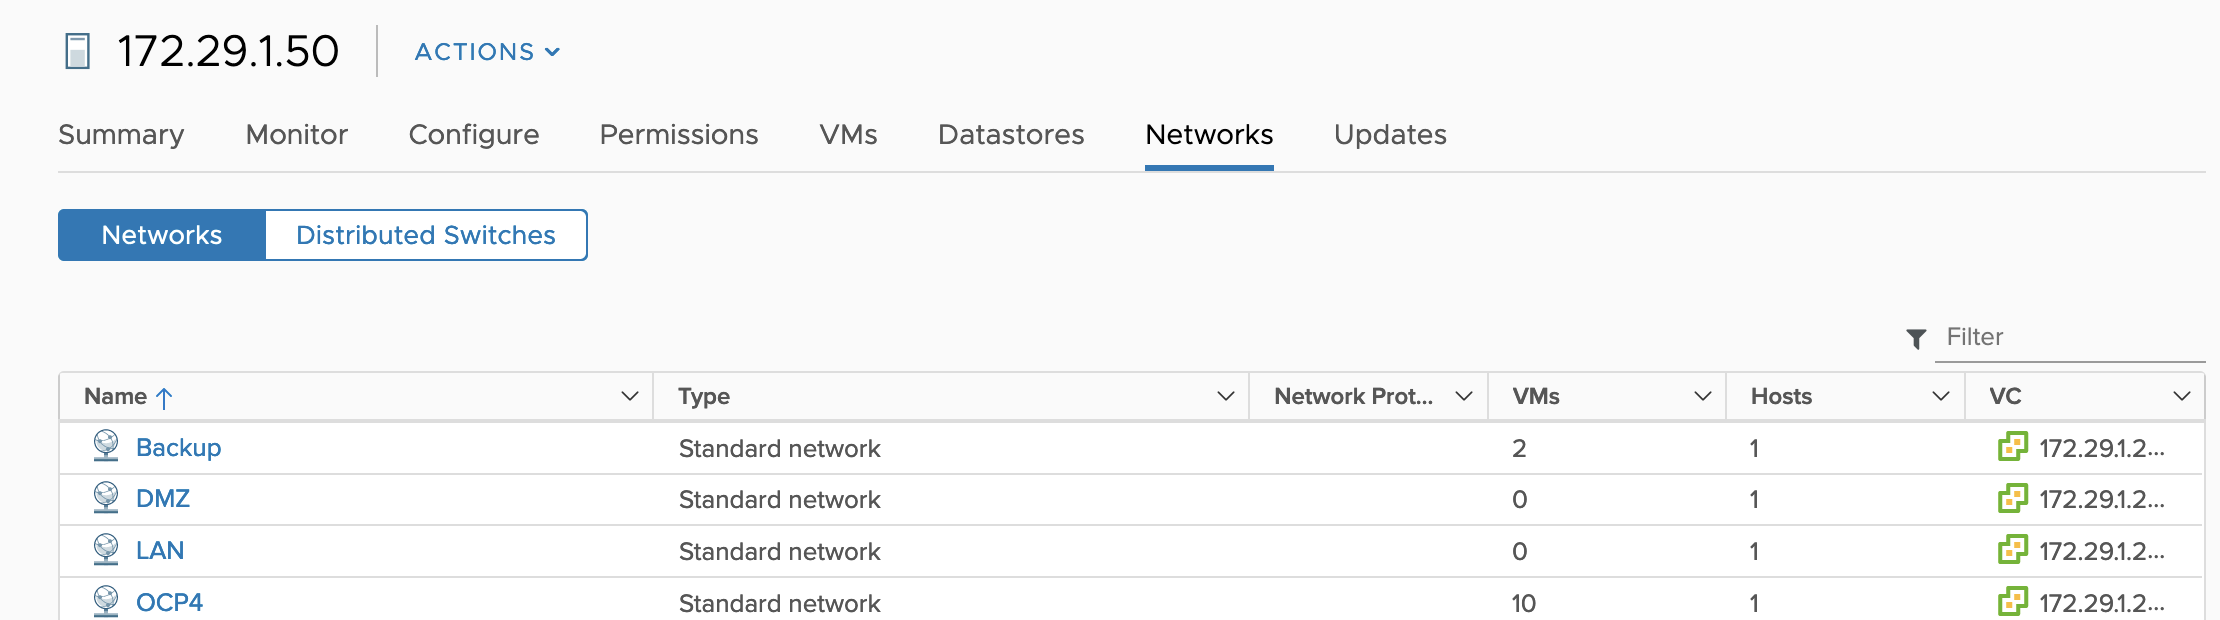 172.29.1.50 ACTIONS
Summary Monitor Configure Permissions VMs Datastores Networks Updates
Networks Distributed Switches
Filter
Name Type Network Prot... VMs Hosts VC
Backup Standard network 2 1 172.29.1.2...
DMZ Standard network 0 1 172.29.1.2...
LAN Standard network 0 1 172.29.1.2...
OCP4 Standard network 10 1 172.29.1.2...